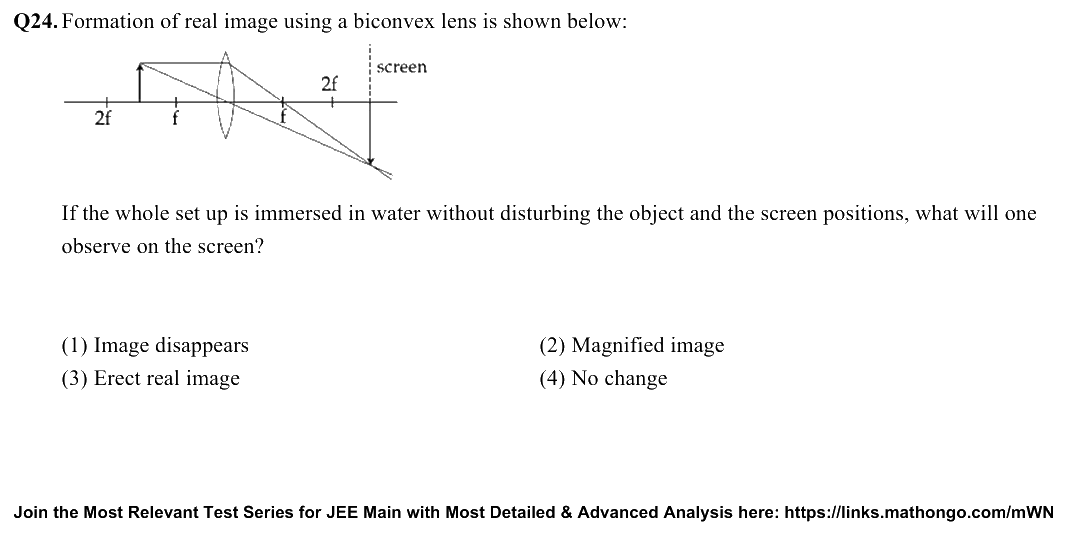 Q24. Formation of real image using a biconvex lens is shown below:
screen
2f
2f f f
If the whole set up is immersed in water without disturbing the object and the screen positions, what will one
observe on the screen?
(1) Image disappears (2) Magnified image
(3) Erect real image (4) No change
Join the Most Relevant Test Series for JEE Main with Most Detailed & Advanced Analysis here: https://links.mathongo.com/mWN